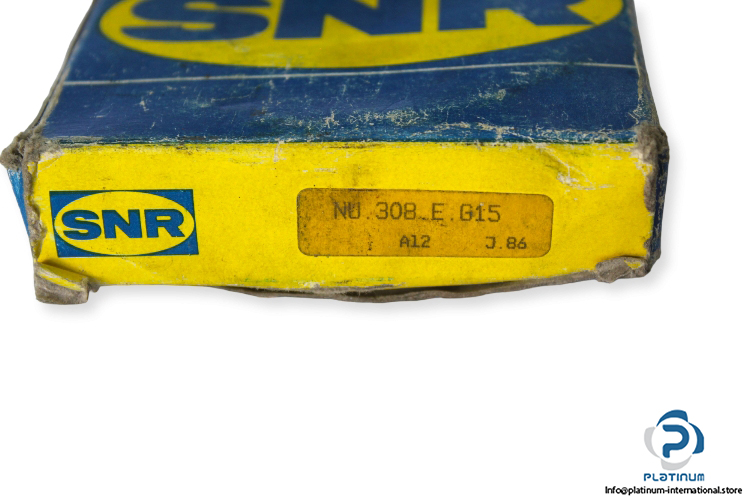 SNR
SNR
NU.308.E.G15
A12 J.86
PLATINUM
Info@platinum-international.store